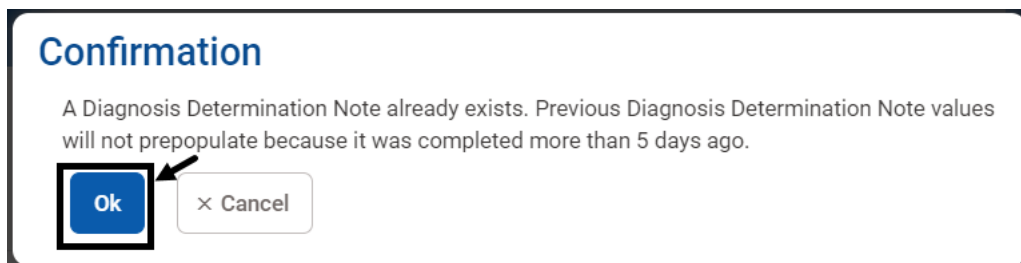 Confirmation
A Diagnosis Determination Note already exists. Previous Diagnosis Determination Note values
will not prepopulate because it was completed more than 5 days ago.
Ok
× Cancel